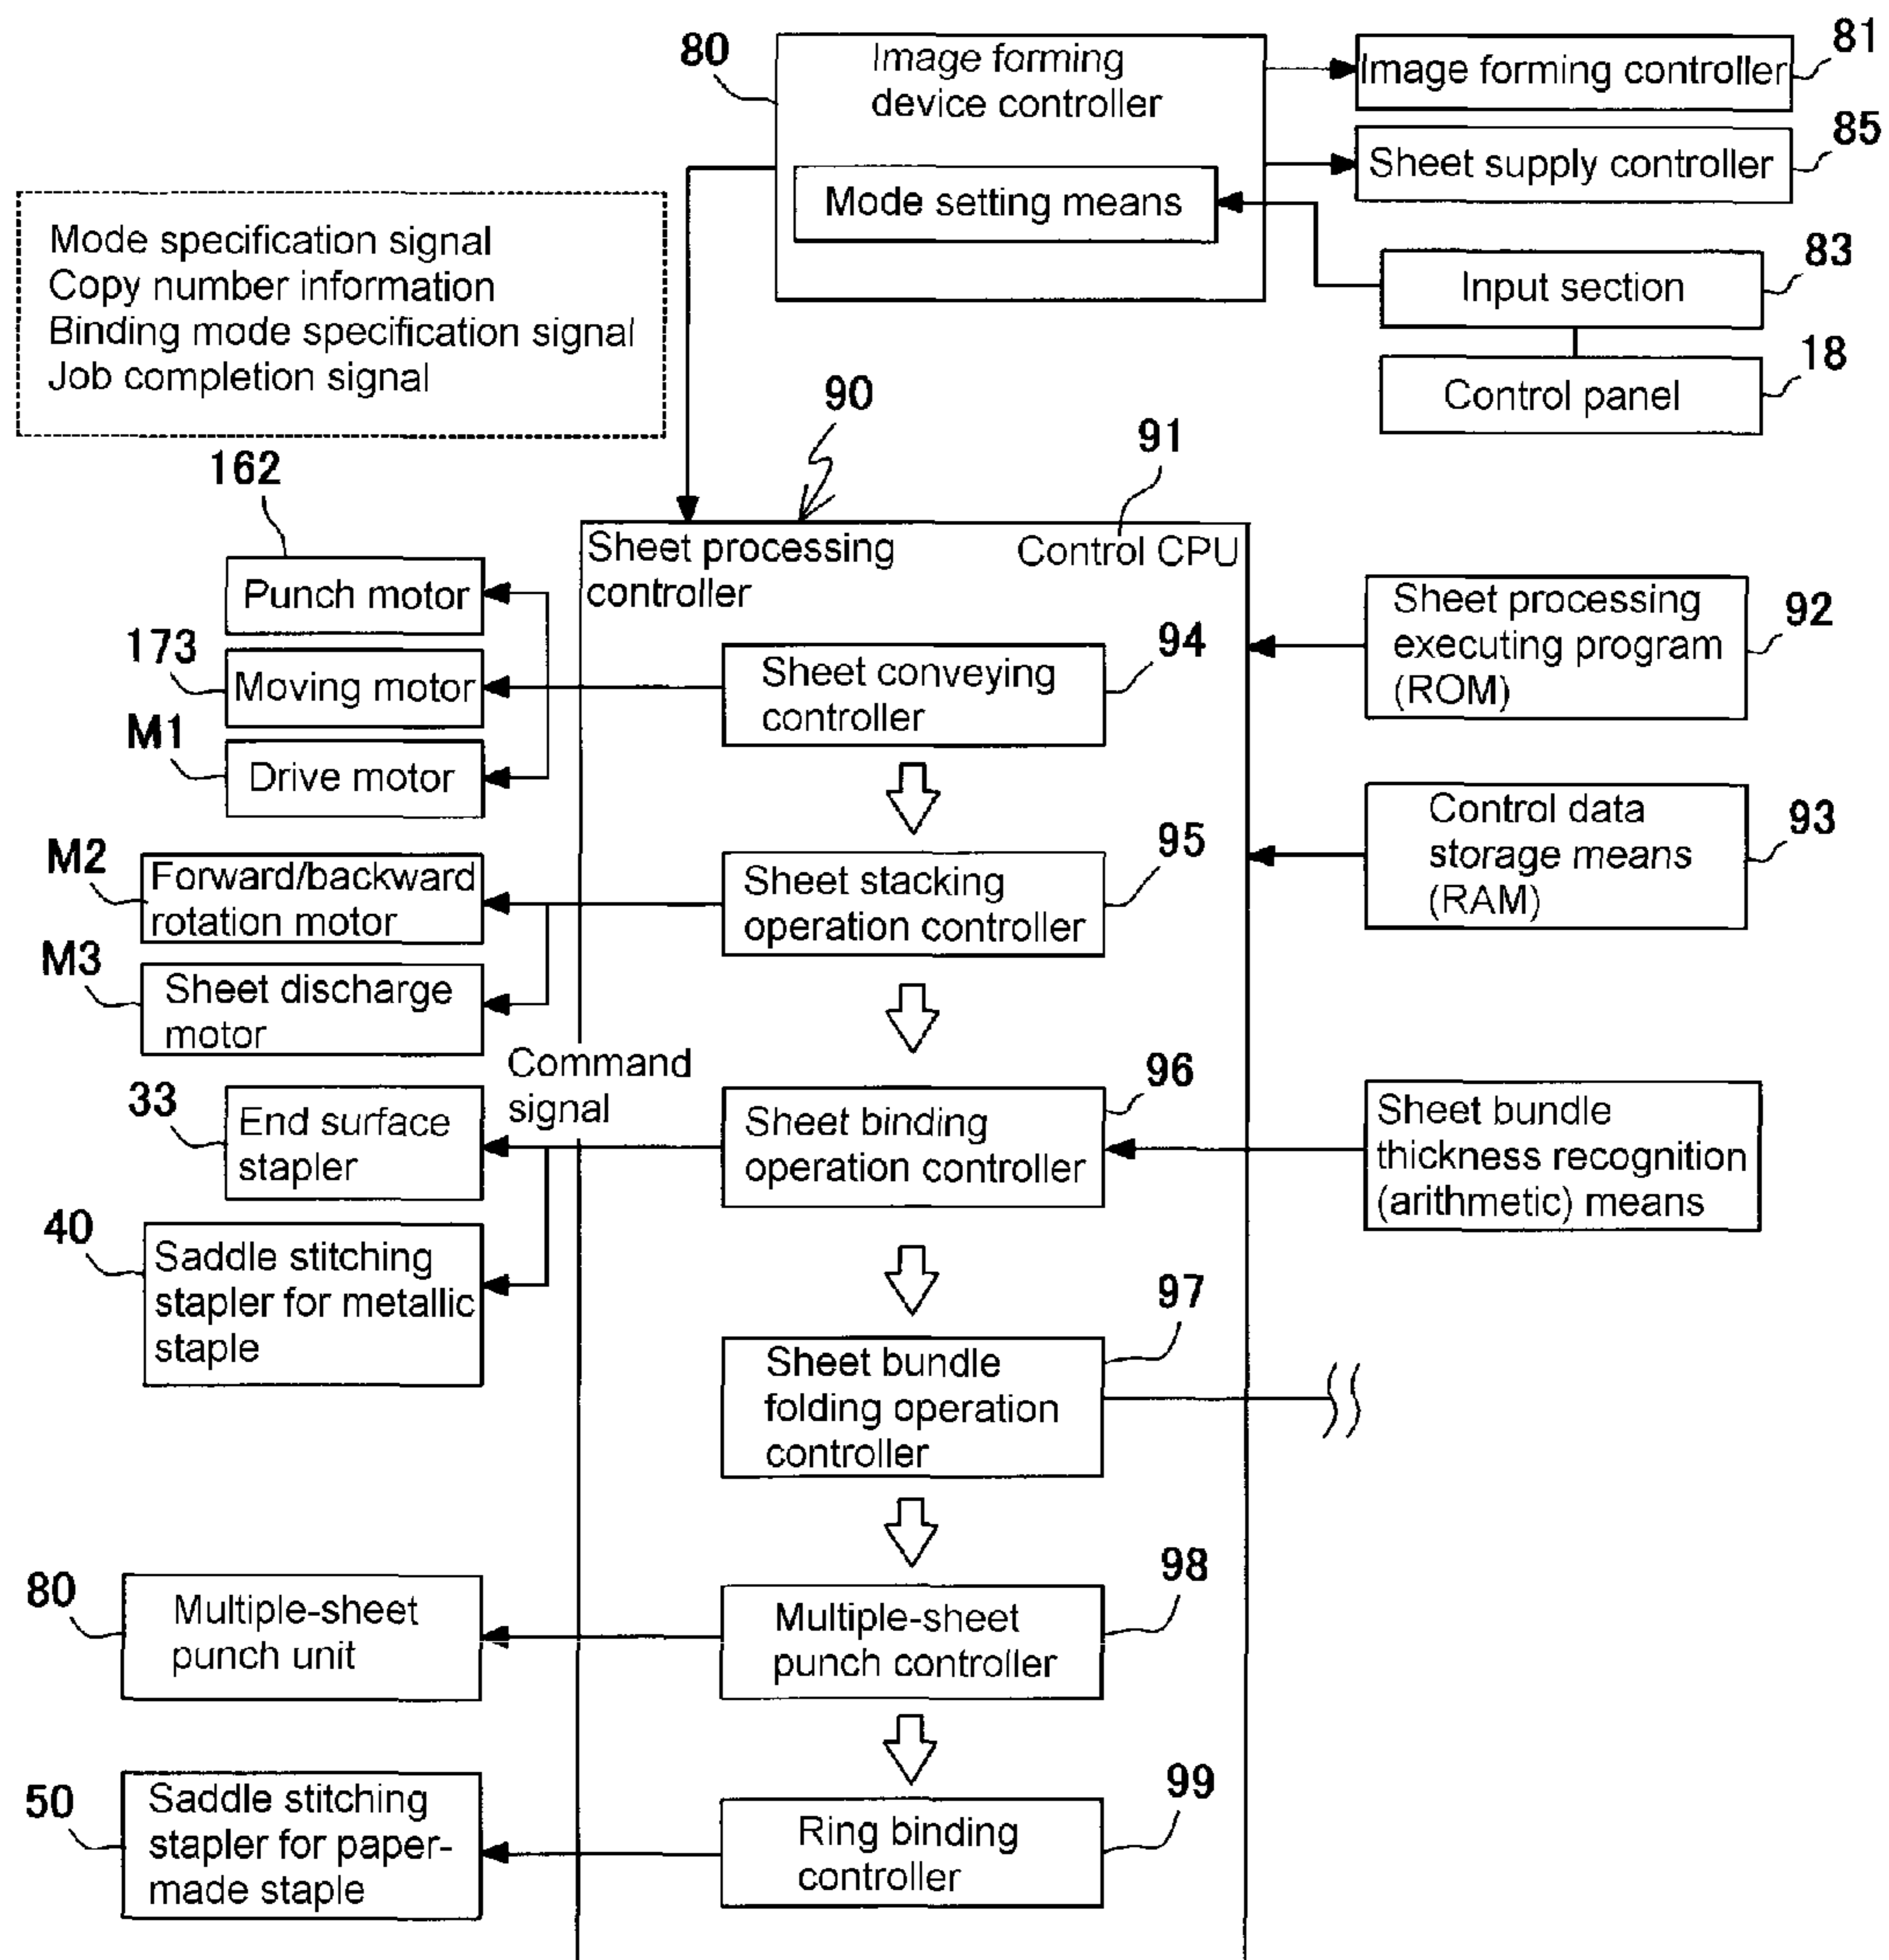 80
Image forming
device controller
Mode setting means
81
Image forming controller
85
Sheet supply controller
83
Input section
18
Control panel
Mode specification signal
Copy number information
Binding mode specification signal
Job completion signal
90
91
Sheet processing
controller
Control CPU
162
Punch motor
173
Moving motor
M1
Drive motor
94
Sheet conveying
controller
92
Sheet processing
executing program
(ROM)
M2
Forward/backward
rotation motor
M3
Sheet discharge
motor
95
Sheet stacking
operation controller
93
Control data
storage means
(RAM)
Command
signal
33
End surface
stapler
40
Saddle stitching
stapler for metallic
staple
96
Sheet binding
operation controller
Sheet bundle
thickness recognition
(arithmetic) means
97
Sheet bundle
folding operation
controller
80
Multiple-sheet
punch unit
98
Multiple-sheet
punch controller
50
Saddle stitching
stapler for paper-
made staple
99
Ring binding
controller